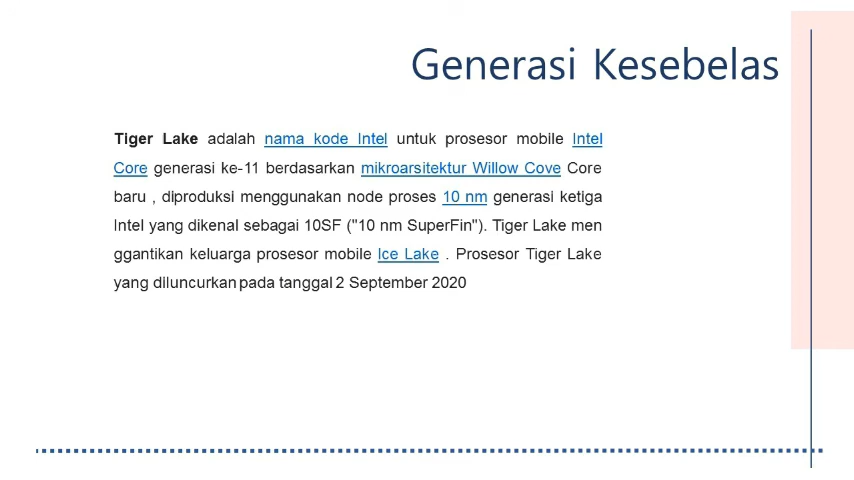 Generasi Kesebelas
Tiger Lake adalah nama kode Intel untuk prosesor mobile Intel
Core generasi ke-11 berdasarkan mikroarsitektur Willow Cove Core
baru , diproduksi menggunakan node proses 10 nm generasi ketiga
Intel yang dikenal sebagai 10SF ("10 nm SuperFin"). Tiger Lake men
ggantikan keluarga prosesor mobile Ice Lake . Prosesor Tiger Lake
yang diluncurkan pada tanggal 2 September 2020